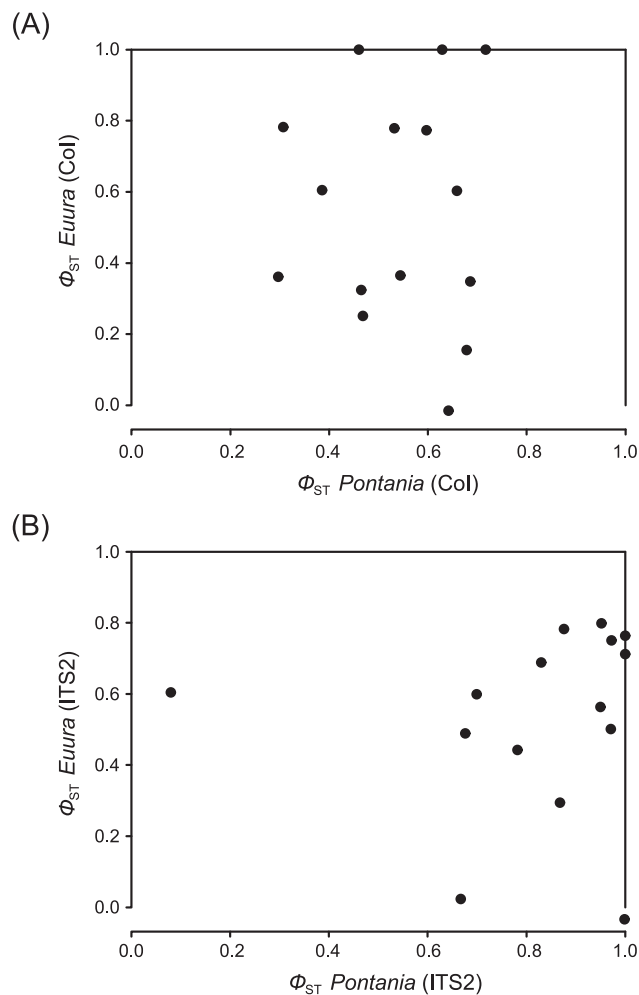 (A)
1.0
0.8
0.6
0.4
0.2
0.0
ΦST Euura (CoI)
0.0 0.2 0.4 0.6 0.8 1.0
ΦST Pontania (CoI)
(B)
1.0
0.8
0.6
0.4
0.2
0.0
ΦST Euura (ITS2)
0.0 0.2 0.4 0.6 0.8 1.0
ΦST Pontania (ITS2)